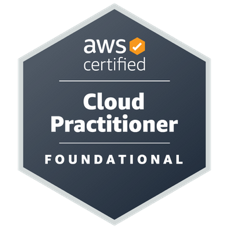 aws
certified
Cloud
Practitioner
FOUNDATIONAL